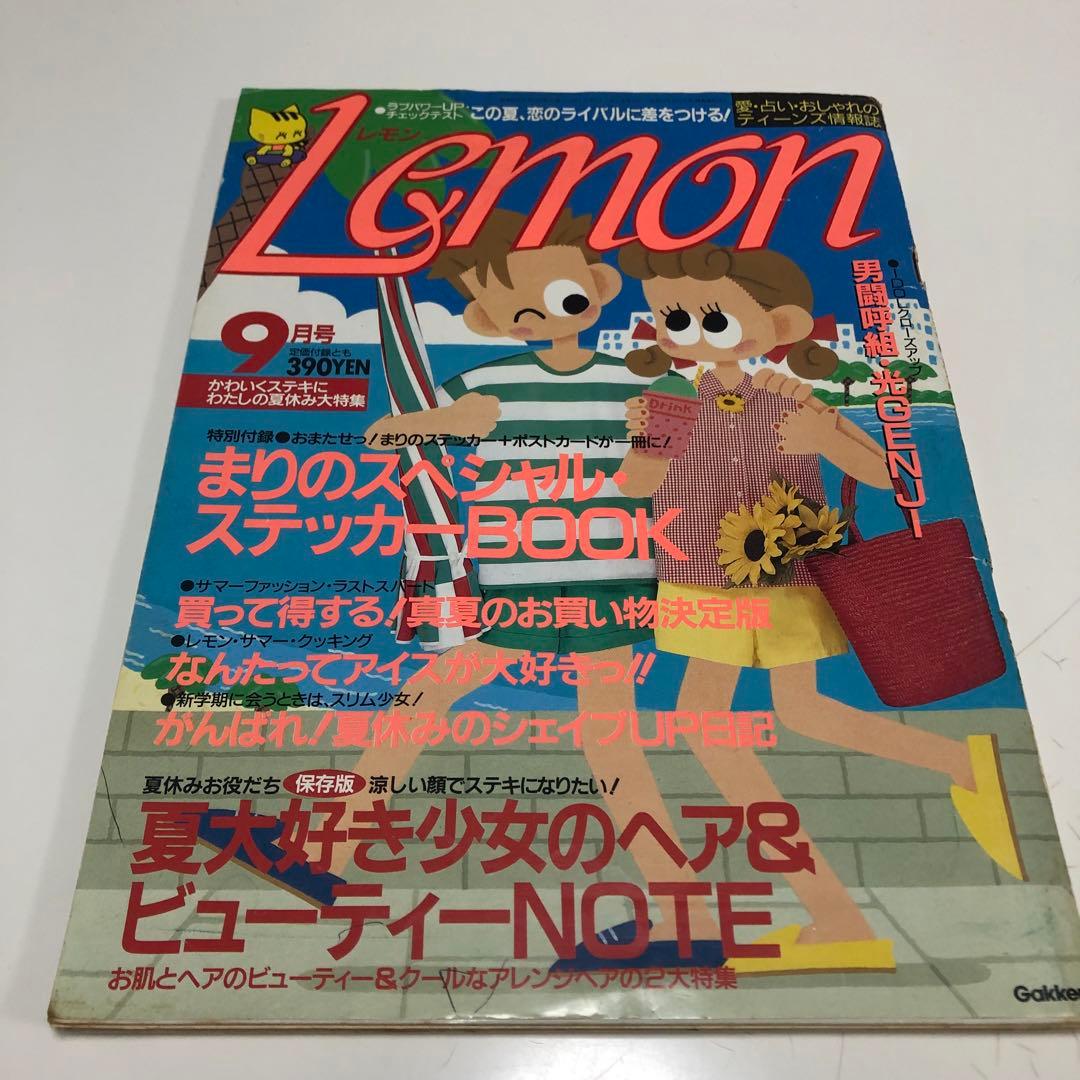 ●ラブパワーUP
チェックテスト
この夏、恋のライバルに差をつける!
愛・占い・おしゃれの
ティーンズ情報誌
レモン
Lemon
●IDOLクローズアップ
男闘呼組・光GENJI
9月号
定価付録とも
390YEN
かわいくステキに
わたしの夏休み大特集
Drink
特別付録●おまたせっ!まりのステッカー+ポストカードが一冊に!
まりのスペシャル・
ステッカーBOOK
●サマーファッション・ラストスパート
買って得する!真夏のお買い物決定版
●レモン・サマー・クッキング
なんたってアイスが大好きっ!!
●新学期に会うときは、スリム少女!
がんばれ!夏休みのシェイプUP日記
夏休みお役だち 保存版 涼しい顔でステキになりたい!
夏大好き少女のヘア&
ビューティーNOTE
お肌とヘアのビューティー&クールなアレンジヘアの2大特集
Gakken